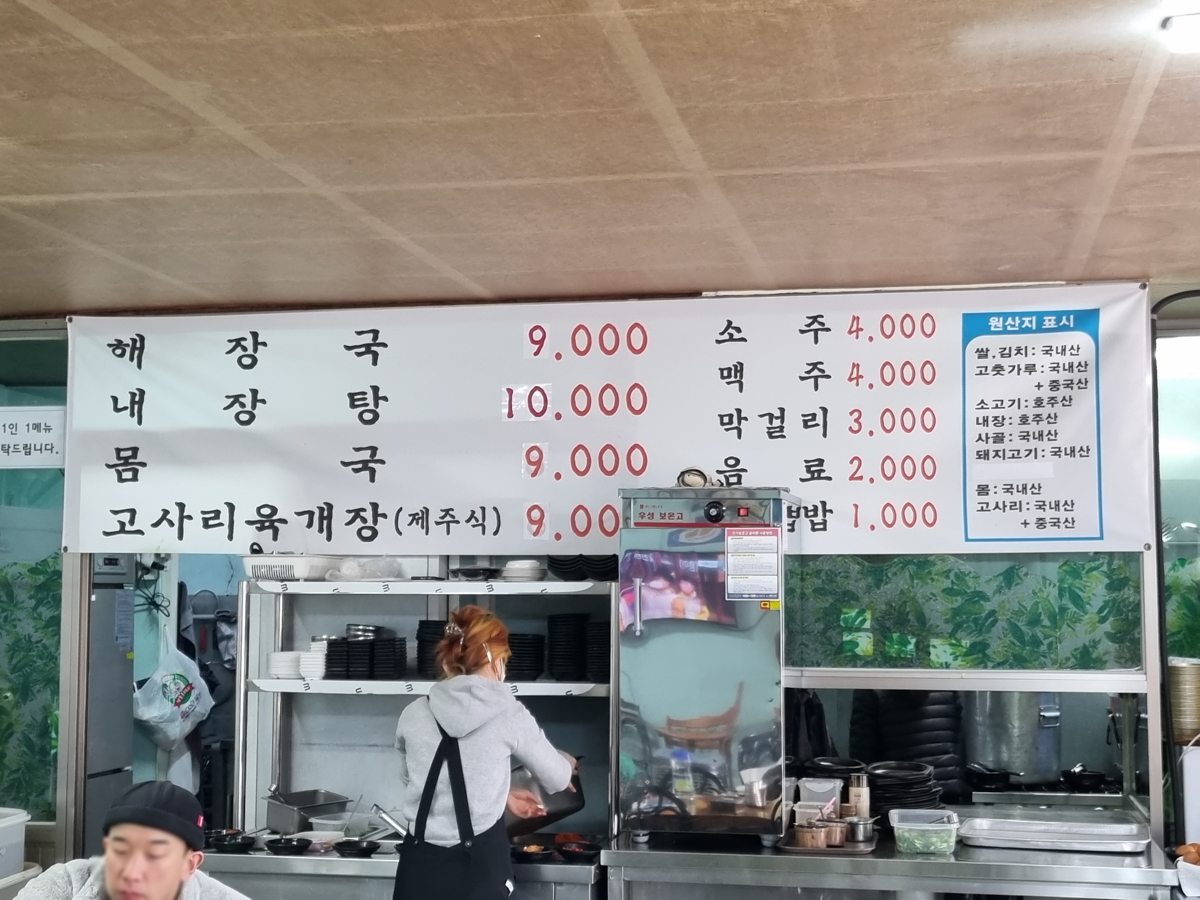 해장국 9.000
내장탕 10.000
몸국 9.000
고사리육개장(제주식) 9.00
소주 4.000
맥주 4.000
막걸리 3.000
음료 2.000
밥 1.000
원산지 표시
쌀.김치:국내산
고춧가루:국내산
+중국산
소고기:호주산
내장:호주산
사골:국내산
돼지고기:국내산
몸:국내산
고사리:국내산
+중국산
1인 1메뉴
탁드립니다.
우성 보온고